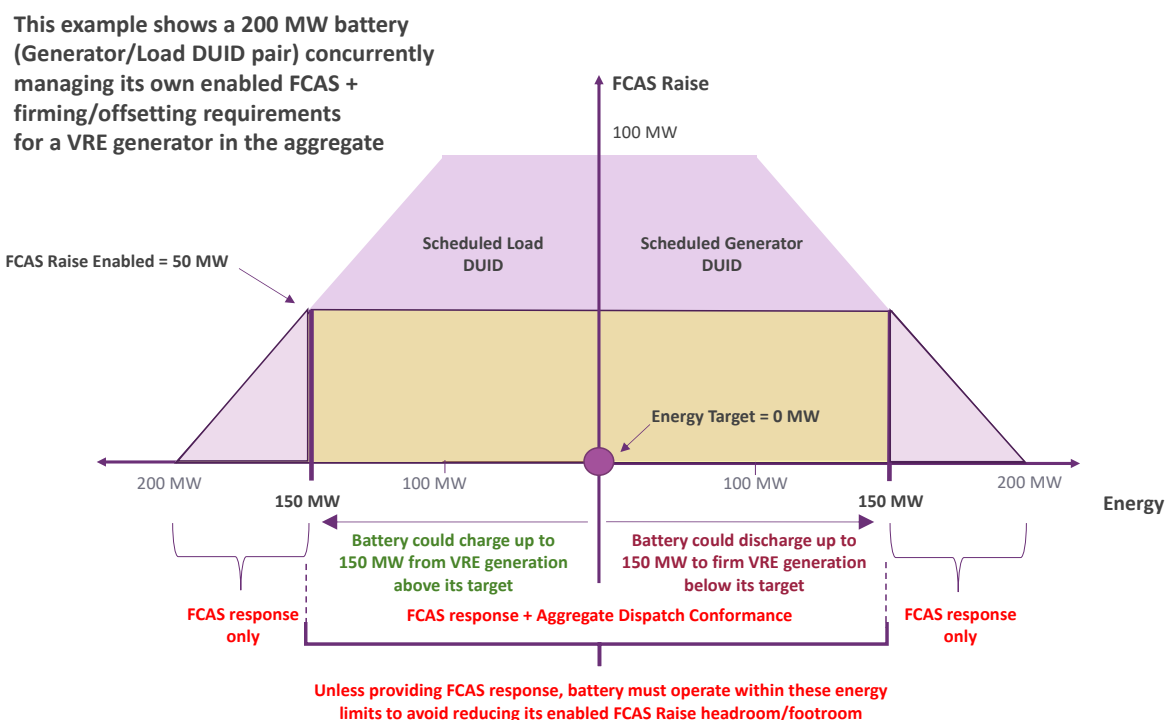 This example shows a 200 MW battery
(Generator/Load DUID pair) concurrently
managing its own enabled FCAS +
firming/offsetting requirements
for a VRE generator in the aggregate
FCAS Raise
100 MW
Scheduled Load
DUID
Scheduled Generator
DUID
FCAS Raise Enabled = 50 MW
Energy Target = 0 MW
200 MW
150 MW
100 MW
100 MW
150 MW
200 MW
Energy
Battery could charge up to
150 MW from VRE generation
above its target
Battery could discharge up to
150 MW to firm VRE generation
below its target
FCAS response
only
FCAS response + Aggregate Dispatch Conformance
FCAS response
only
Unless providing FCAS response, battery must operate within these energy
limits to avoid reducing its enabled FCAS Raise headroom/footroom